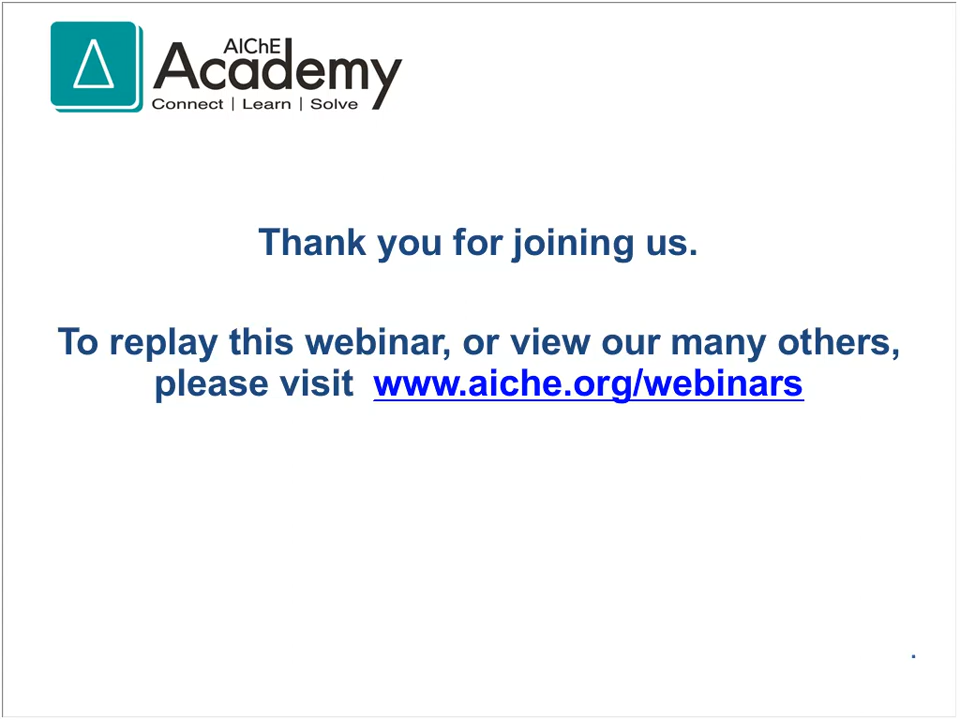 AIChE
Academy
Connect | Learn | Solve
Thank you for joining us.
To replay this webinar, or view our many others,
please visit www.aiche.org/webinars
.